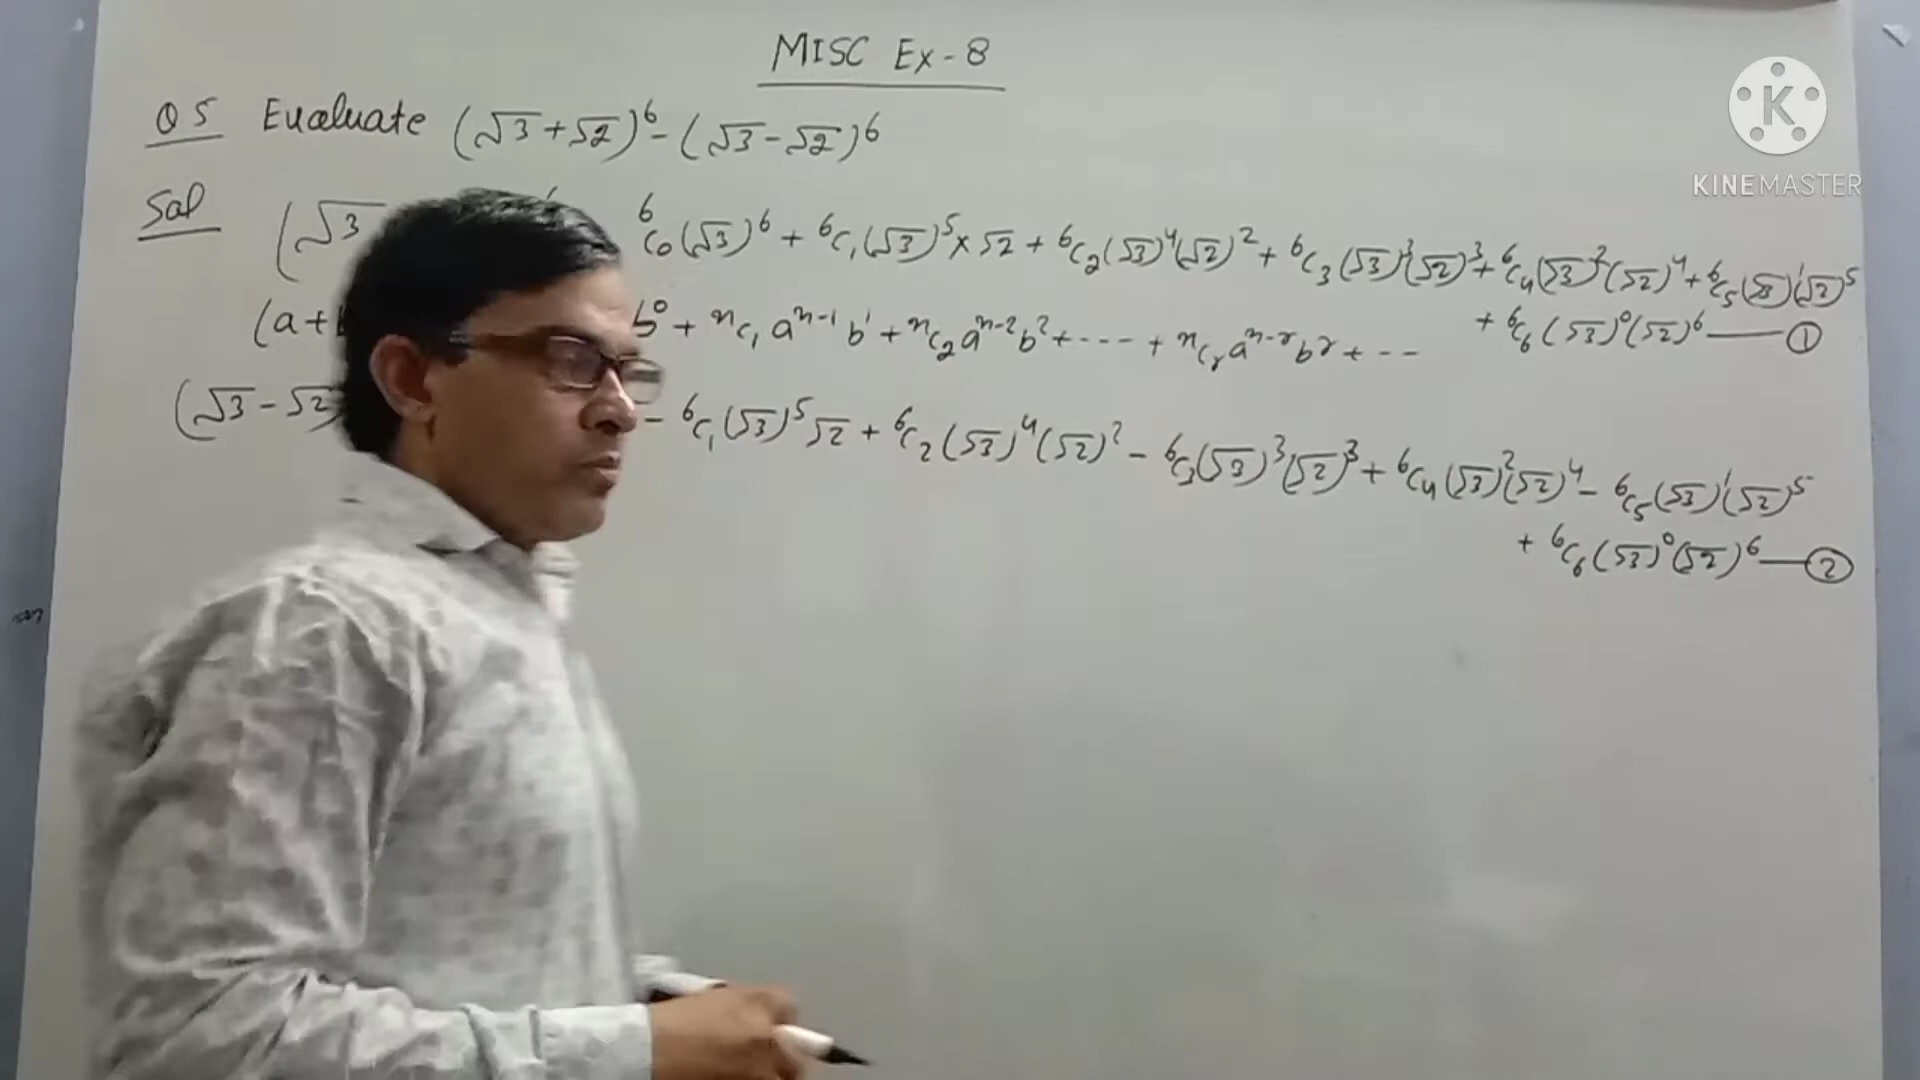 MISC Ex-8
KINEMASTER
Q5 Evaluate (√3+√2)⁶-(√3-√2)⁶
Sol (√3 ⁶C₀(√3)⁶ + ⁶C₁(√3)⁵×√2 + ⁶C₂(√3)⁴(√2)² + ⁶C₃(√3)³(√2)³ + ⁶C₄(√3)²(√2)⁴ + ⁶C₅(√3)¹(√2)⁵
+ ⁶C₆(√3)⁰(√2)⁶ — ①
(a+ b⁰ + ⁿC₁ aⁿ⁻¹ b¹ + ⁿC₂ aⁿ⁻² b² + ---- + ⁿCᵣ aⁿ⁻ʳ bʳ + --
(√3-√2) - ⁶C₁(√3)⁵√2 + ⁶C₂(√3)⁴(√2)² - ⁶C₃(√3)³(√2)³ + ⁶C₄(√3)²(√2)⁴ - ⁶C₅(√3)¹(√2)⁵
+ ⁶C₆(√3)⁰(√2)⁶ — ②